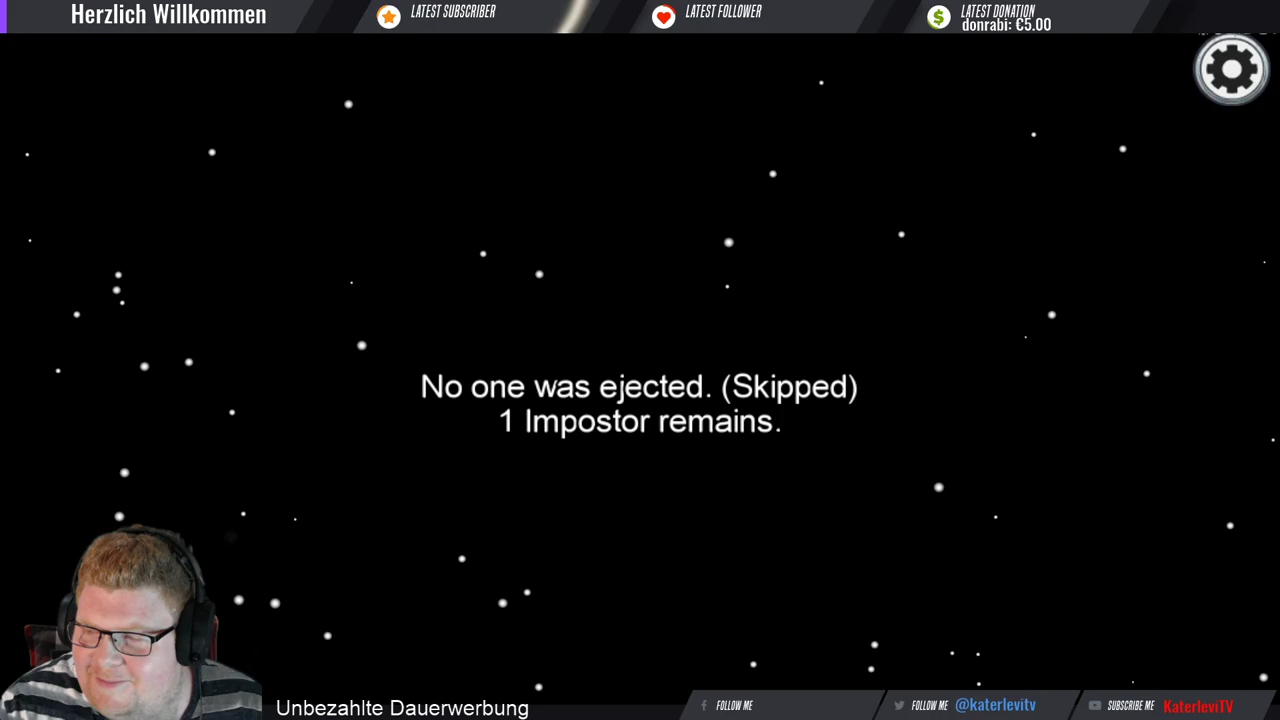 Herzlich Willkommen
LATEST SUBSCRIBER
LATEST FOLLOWER
LATEST DONATION
donrabi: €5.00
No one was ejected. (Skipped)
1 Impostor remains.
Unbezahlte Dauerwerbung
FOLLOW ME
FOLLOW ME @katerlevitv
SUBSCRIBE ME KaterleviTV